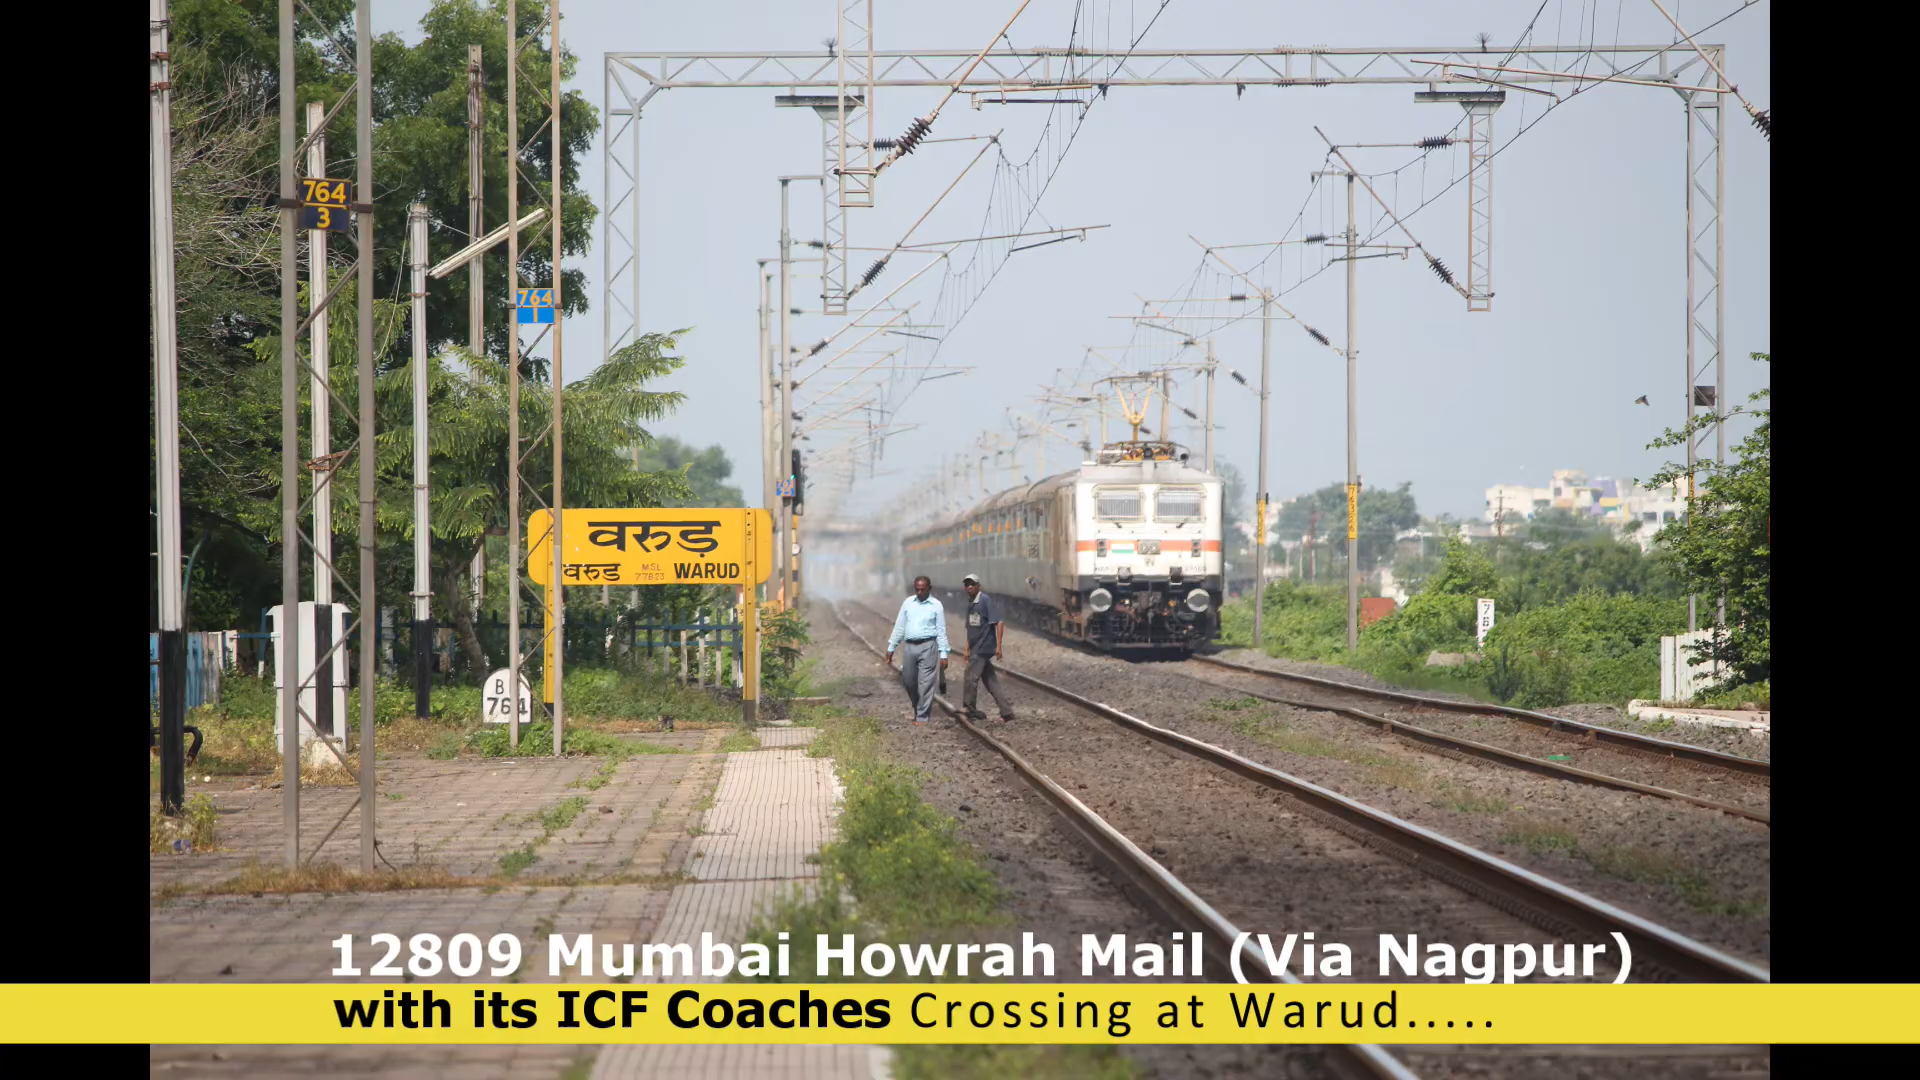 764
3
764
1
वरुड़
वरुड MSL WARUD
B
764
12809 Mumbai Howrah Mail (Via Nagpur)
with its ICF Coaches Crossing at Warud.....